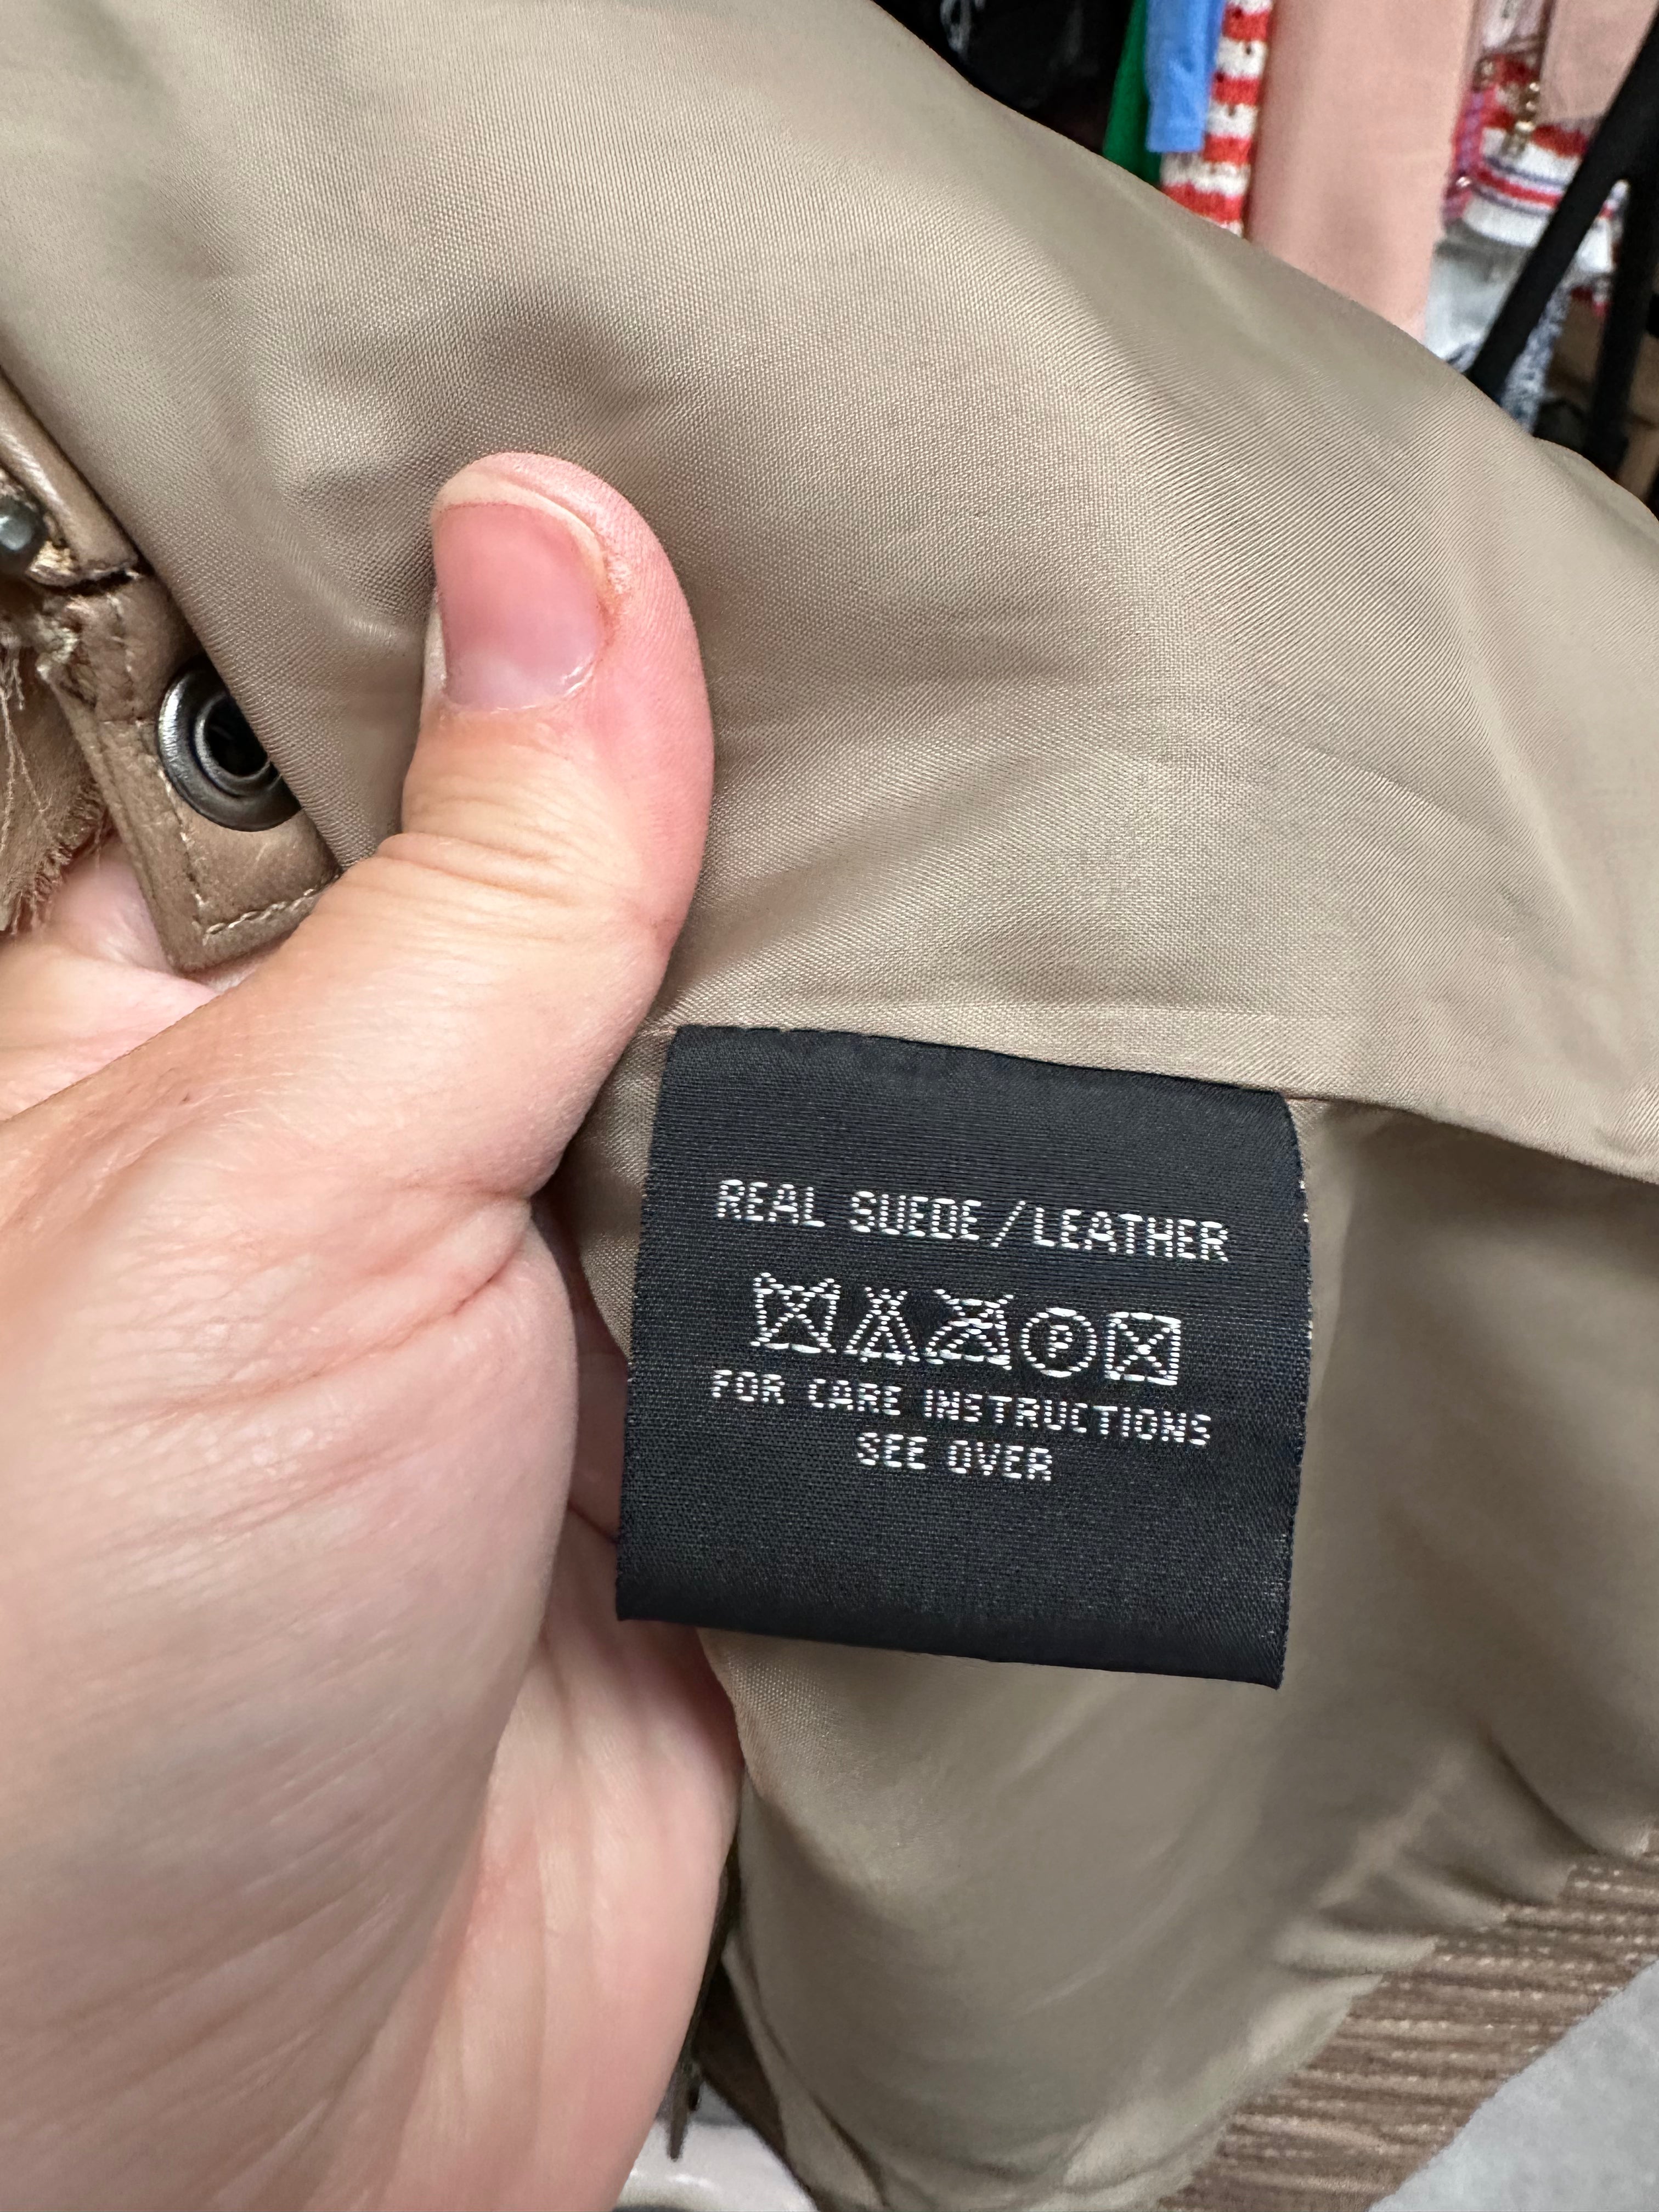 REAL SUEDE/LEATHER
P
FOR CARE INSTRUCTIONS
SEE OVER